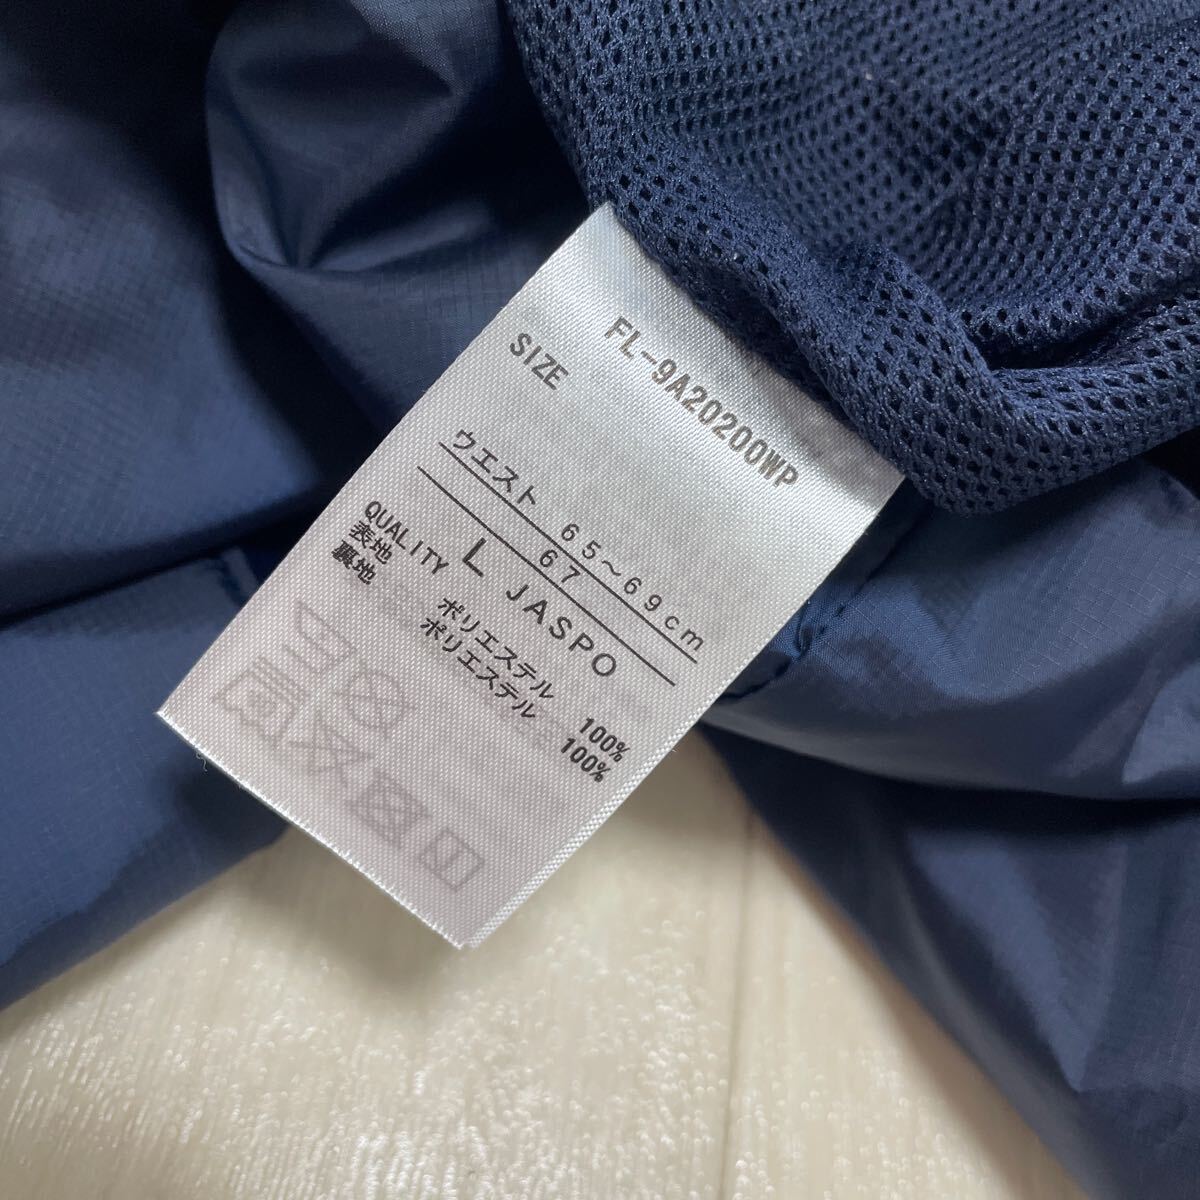 FL-9A20200WP
SIZE
ウエスト 65~69cm
67
L JASPO
QUALITY
表地 ポリエステル 100%
裏地 ポリエステル 100%